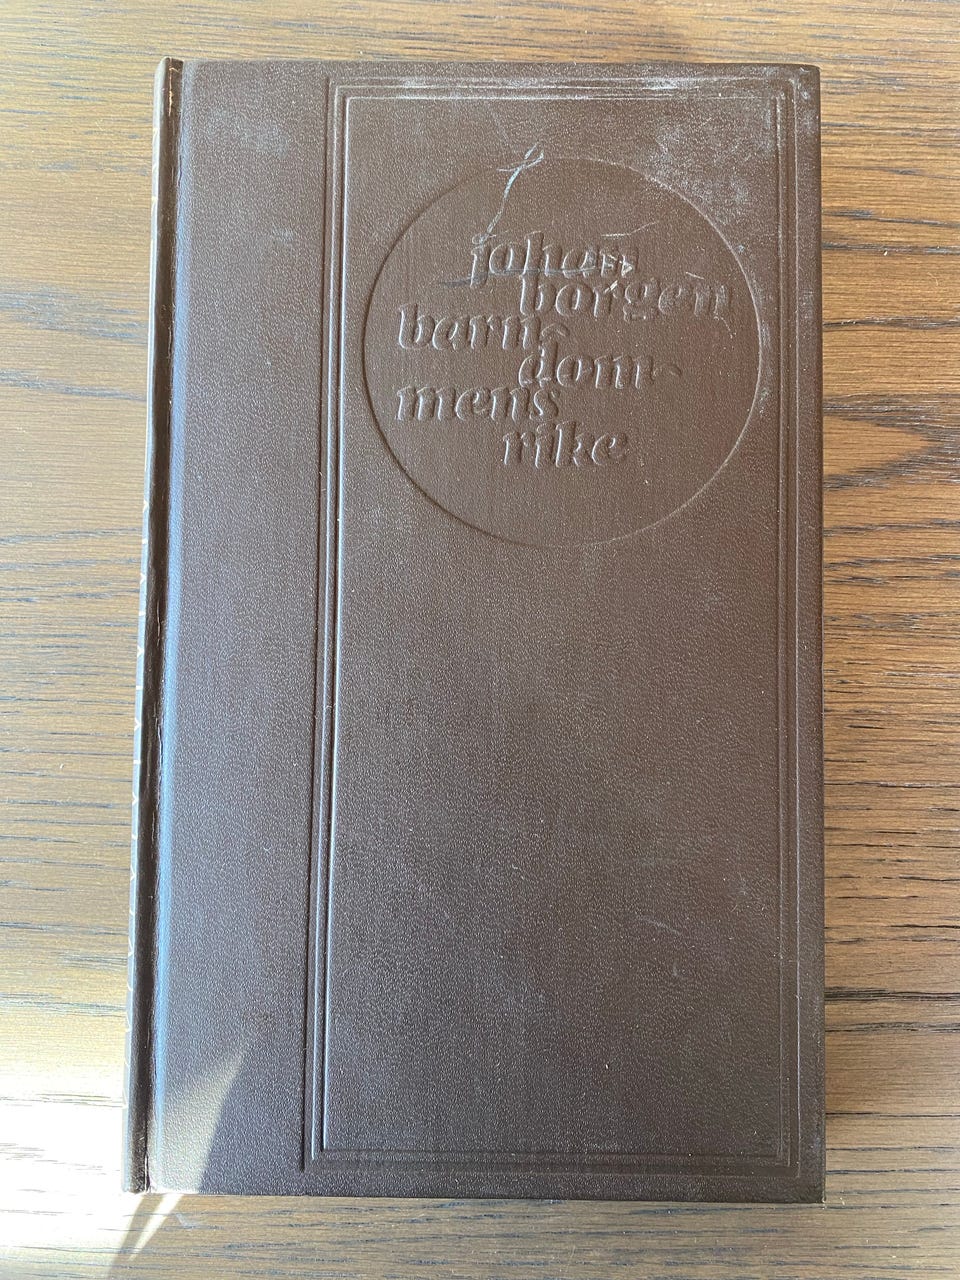 johan
borgen
barn-
dom-
mens
rike